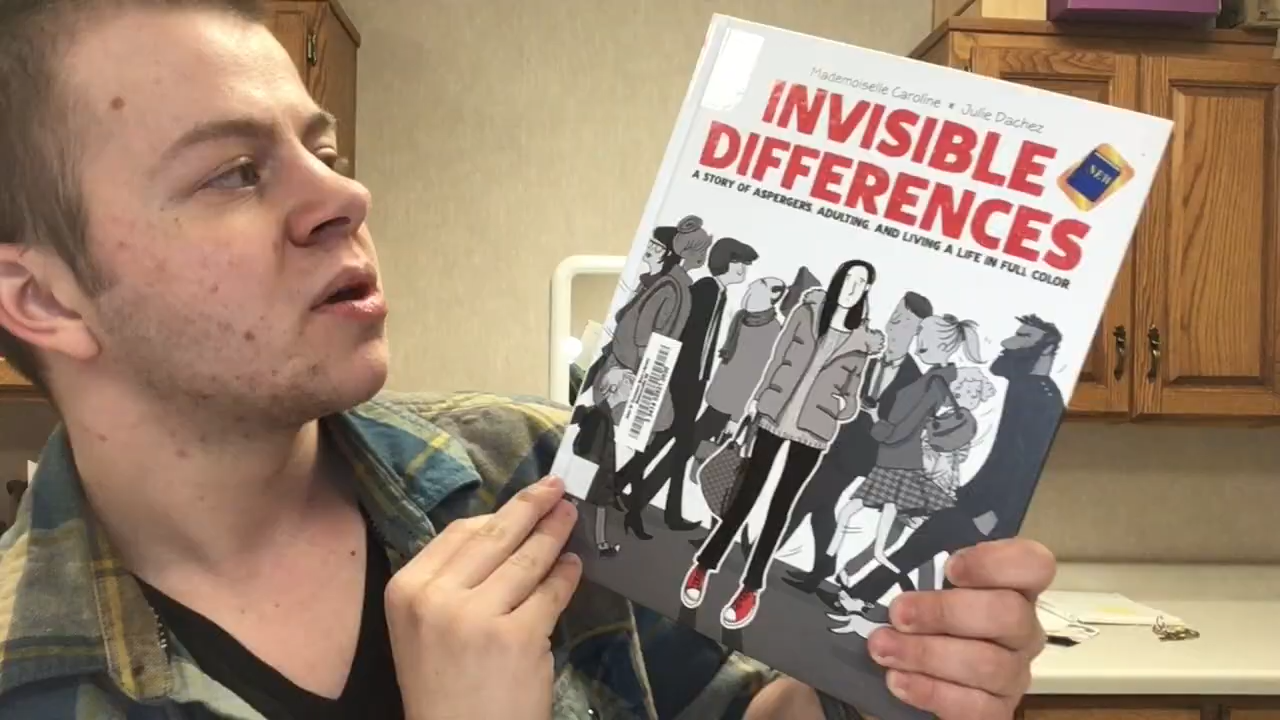 Mademoiselle Caroline • Julie Dachez
INVISIBLE
DIFFERENCES
NEW
A STORY OF ASPERGERS, ADULTING, AND LIVING A LIFE IN FULL COLOR